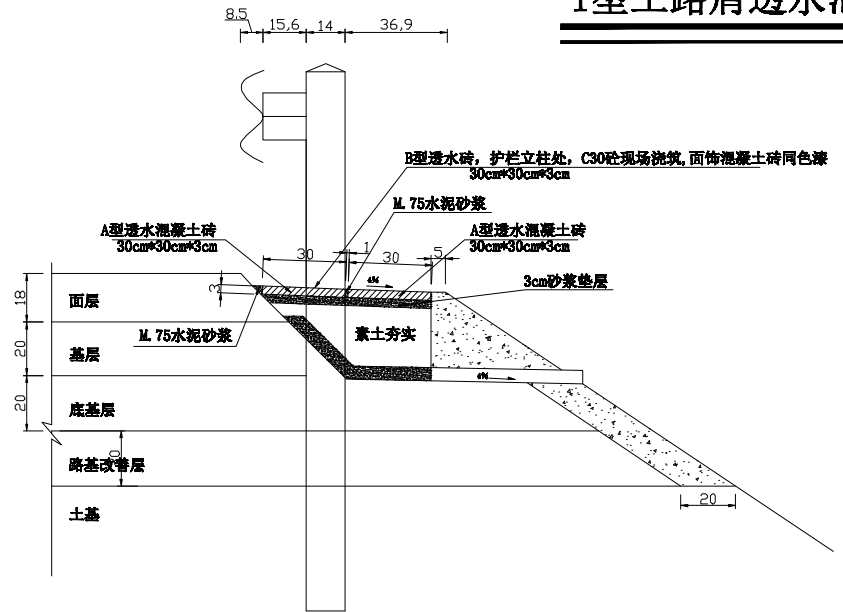 I型土路肩透水
8.5
15,6
14
36,9
B型透水砖，护栏立柱处，C30砼现场浇筑,面饰混凝土砖同色漆
30cm*30cm*3cm
M.75水泥砂浆
A型透水混凝土砖
30cm*30cm*3cm
A型透水混凝土砖
30cm*30cm*3cm
30
1
30
5
4%
3
3cm砂浆垫层
18
面层
M.75水泥砂浆
素土夯实
20
基层
4%
20
底基层
路基改善层
土基
20